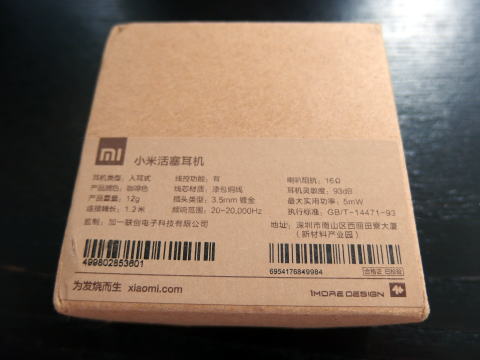 mi 小米活塞耳机
耳机类型：入耳式 线控功能：有 喇叭阻抗：16Ω
产品颜色：咖啡色 线芯材质：漆包铜线 耳机灵敏度：93dB
产品重量：12g 插头类型：3.5mm 镀金 最大实用功率：5mW
连接线长：1.2 米 频响范围：20~20,000Hz 执行标准：GB/T-14471-93
监制：加一联创电子科技有限公司 地址：深圳市南山区西丽田寮大厦
（新材料产业园）
499802853601 6954176849984
合格证 已检验
为发烧而生 xiaomi.com 1MORE DESIGN